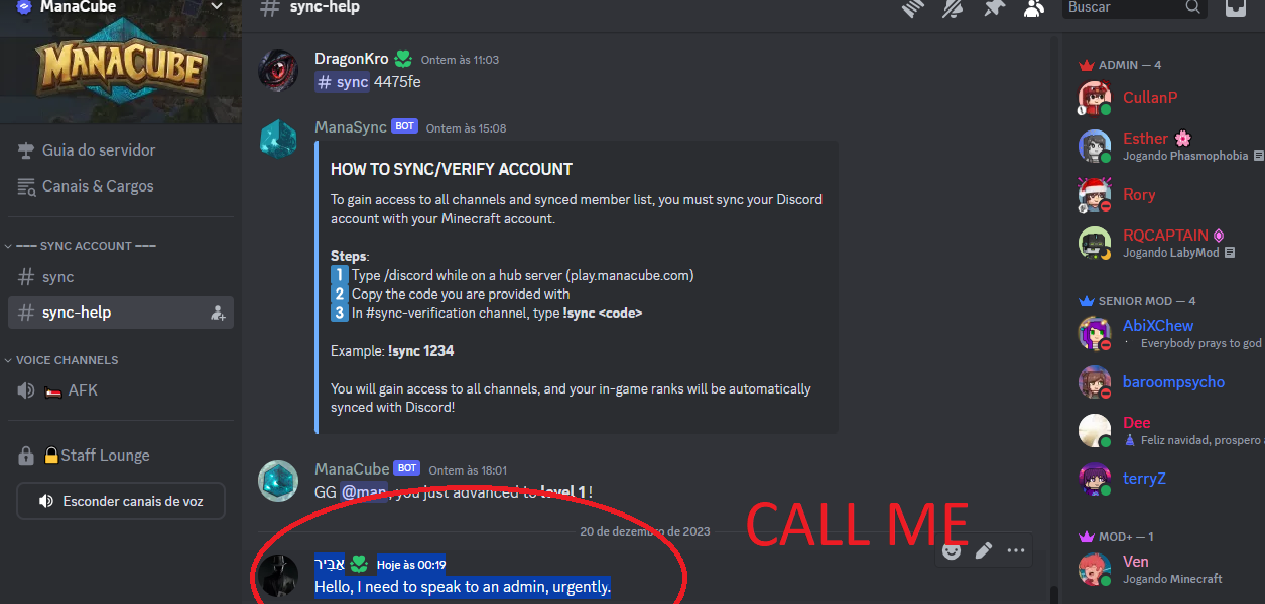 ManaCube
MANACUBE
Guia do servidor
Canais & Cargos
--- SYNC ACCOUNT ---
# sync
# sync-help
VOICE CHANNELS
AFK
Staff Lounge
Esconder canais de voz
# sync-help
Buscar
DragonKro Ontem às 11:03
# sync 4475fe
ManaSync BOT Ontem às 15:08
HOW TO SYNC/VERIFY ACCOUNT
To gain access to all channels and synced member list, you must sync your Discord
account with your Minecraft account.
Steps:
1 Type /discord while on a hub server (play.manacube.com)
2 Copy the code you are provided with
3 In #sync-verification channel, type !sync <code>
Example: !sync 1234
You will gain access to all channels, and your in-game ranks will be automatically
synced with Discord!
ManaCube BOT Ontem às 18:01
GG @man, you just advanced to level 1 !
20 de dezembro de 2023
CALL ME
אבּיר Hoje às 00:19
Hello, I need to speak to an admin, urgently.
ADMIN — 4
CullanP
Esther
Jogando Phasmophobia
Rory
RQCAPTAIN
Jogando LabyMod
SENIOR MOD — 4
AbiXChew
Everybody prays to god
baroompsycho
Dee
Feliz navidad, prospero
terryZ
MOD+ — 1
Ven
Jogando Minecraft